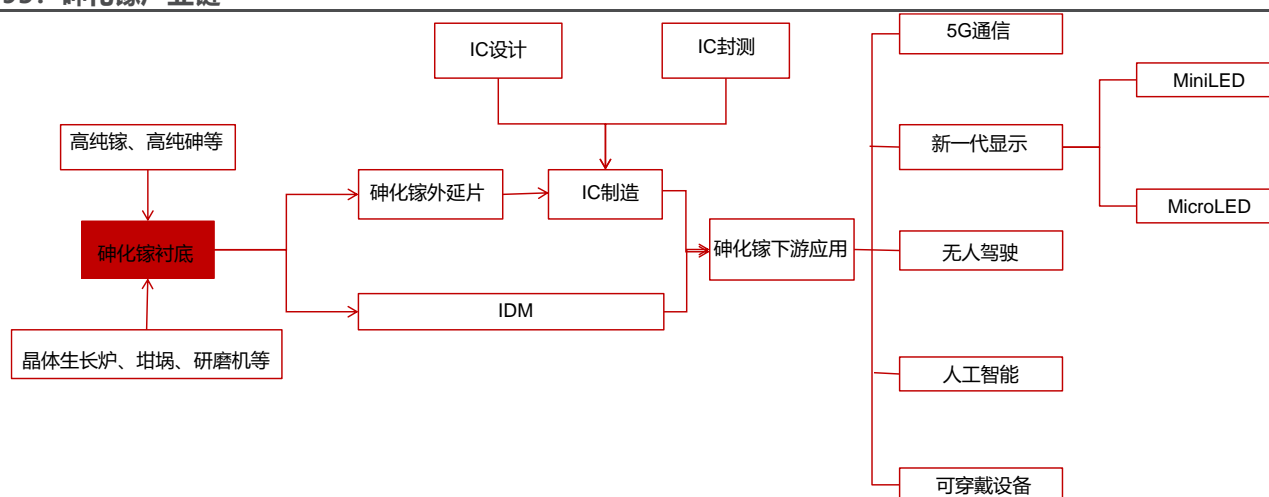 IC设计
IC封测
5G通信
MiniLED
高纯镓、高纯砷等
新一代显示
砷化镓外延片
IC制造
MicroLED
砷化镓衬底
砷化镓下游应用
无人驾驶
IDM
晶体生长炉、坩埚、研磨机等
人工智能
可穿戴设备